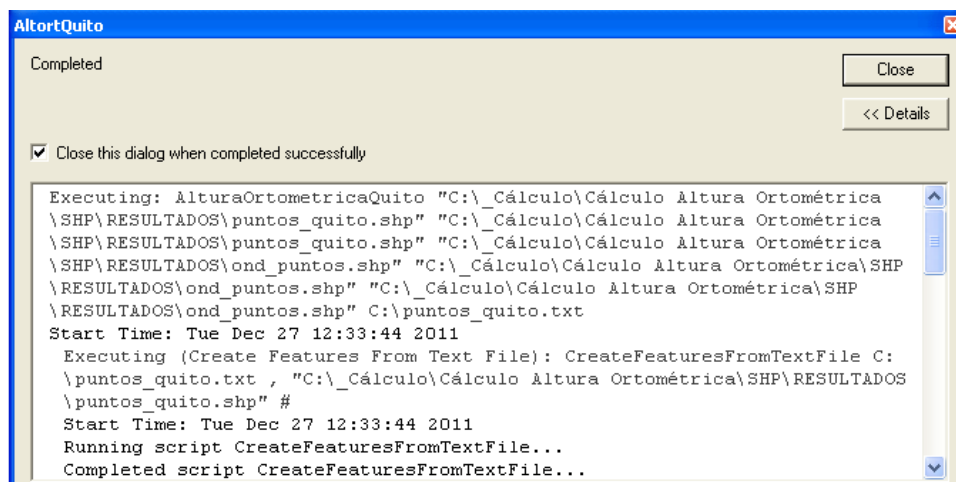 AltortQuito
Completed
Close
<< Details
Close this dialog when completed successfully
Executing: AlturaOrtometricaQuito "C:\_Cálculo\Cálculo Altura Ortométrica
\SHP\RESULTADOS\puntos_quito.shp" "C:\_Cálculo\Cálculo Altura Ortométrica
\SHP\RESULTADOS\puntos_quito.shp" "C:\_Cálculo\Cálculo Altura Ortométrica
\SHP\RESULTADOS\ond_puntos.shp" "C:\_Cálculo\Cálculo Altura Ortométrica\SHP
\RESULTADOS\ond_puntos.shp" "C:\_Cálculo\Cálculo Altura Ortométrica\SHP
\RESULTADOS\ond_puntos.shp" C:\puntos_quito.txt
Start Time: Tue Dec 27 12:33:44 2011
Executing (Create Features From Text File): CreateFeaturesFromTextFile C:
\puntos_quito.txt , "C:\_Cálculo\Cálculo Altura Ortométrica\SHP\RESULTADOS
\puntos_quito.shp" #
Start Time: Tue Dec 27 12:33:44 2011
Running script CreateFeaturesFromTextFile...
Completed script CreateFeaturesFromTextFile...